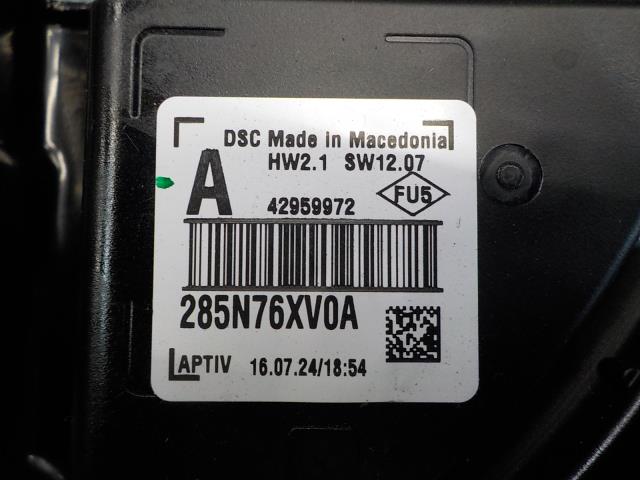 DSC Made in Macedonia
HW2.1 SW12.07
A
FU5
42959972
285N76XV0A
APTIV 16.07.24/18:54